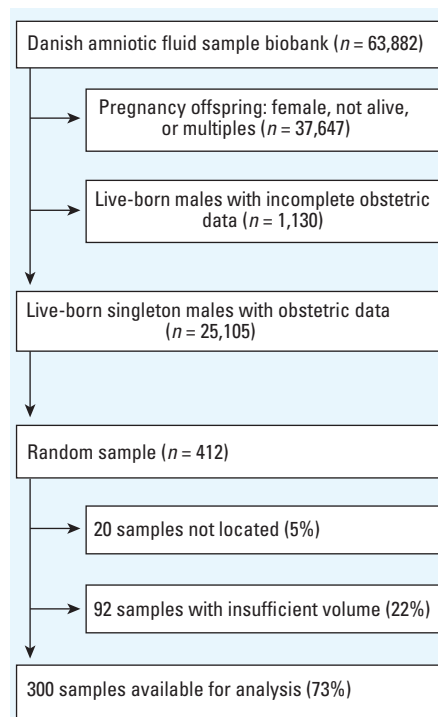 Danish amniotic fluid sample biobank (n = 63,882)
Pregnancy offspring: female, not alive,
or multiples (n = 37,647)
Live-born males with incomplete obstetric
data (n = 1,130)
Live-born singleton males with obstetric data
(n = 25,105)
Random sample (n = 412)
20 samples not located (5%)
92 samples with insufficient volume (22%)
300 samples available for analysis (73%)